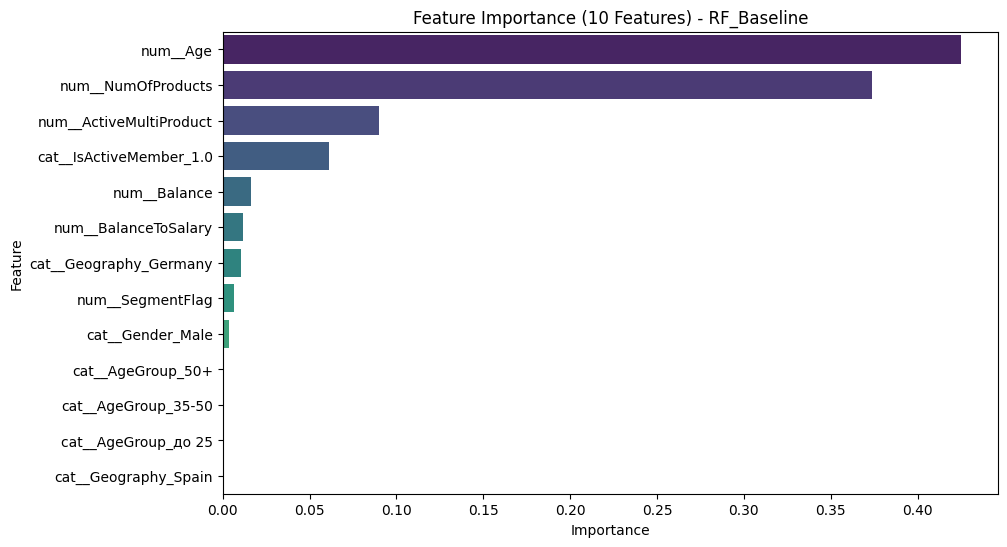 Feature Importance (10 Features) - RF_Baseline
num__Age
num__NumOfProducts
num__ActiveMultiProduct
cat__IsActiveMember_1.0
num__Balance
num__BalanceToSalary
cat__Geography_Germany
num__SegmentFlag
cat__Gender_Male
cat__AgeGroup_50+
cat__AgeGroup_35-50
cat__AgeGroup_до 25
cat__Geography_Spain
Feature
0.00 0.05 0.10 0.15 0.20 0.25 0.30 0.35 0.40
Importance